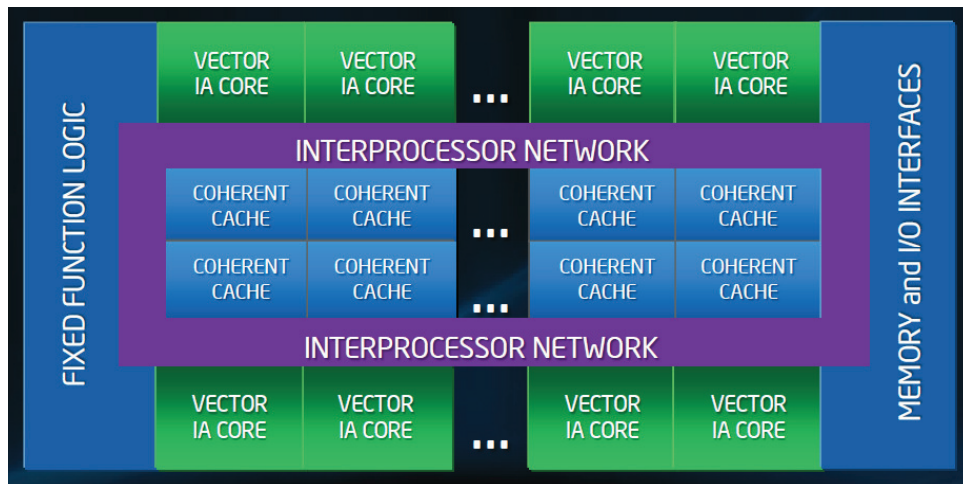 FIXED FUNCTION LOGIC
VECTOR
IA CORE
VECTOR
IA CORE
...
VECTOR
IA CORE
VECTOR
IA CORE
MEMORY and I/O INTERFACES
INTERPROCESSOR NETWORK
COHERENT
CACHE
COHERENT
CACHE
...
COHERENT
CACHE
COHERENT
CACHE
COHERENT
CACHE
COHERENT
CACHE
...
COHERENT
CACHE
COHERENT
CACHE
INTERPROCESSOR NETWORK
VECTOR
IA CORE
VECTOR
IA CORE
...
VECTOR
IA CORE
VECTOR
IA CORE